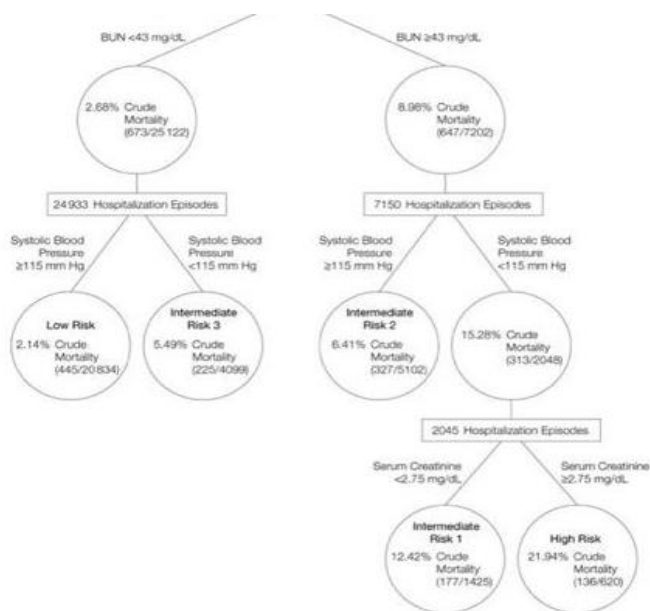 BUN <43 mg/dL
BUN ≥43 mg/dL
2.68% Crude
Mortality
(673/25 122)
8.98% Crude
Mortality
(647/7202)
24 933 Hospitalization Episodes
7150 Hospitalization Episodes
Systolic Blood
Pressure
≥115 mm Hg
Systolic Blood
Pressure
<115 mm Hg
Systolic Blood
Pressure
≥115 mm Hg
Systolic Blood
Pressure
<115 mm Hg
Low Risk
2.14% Crude
Mortality
(445/20 834)
Intermediate
Risk 3
5.49% Crude
Mortality
(225/4099)
Intermediate
Risk 2
6.41% Crude
Mortality
(327/5102)
15.28% Crude
Mortality
(313/2048)
2045 Hospitalization Episodes
Serum Creatinine
<2.75 mg/dL
Serum Creatinine
≥2.75 mg/dL
Intermediate
Risk 1
12.42% Crude
Mortality
(177/1425)
High Risk
21.94% Crude
Mortality
(136/620)